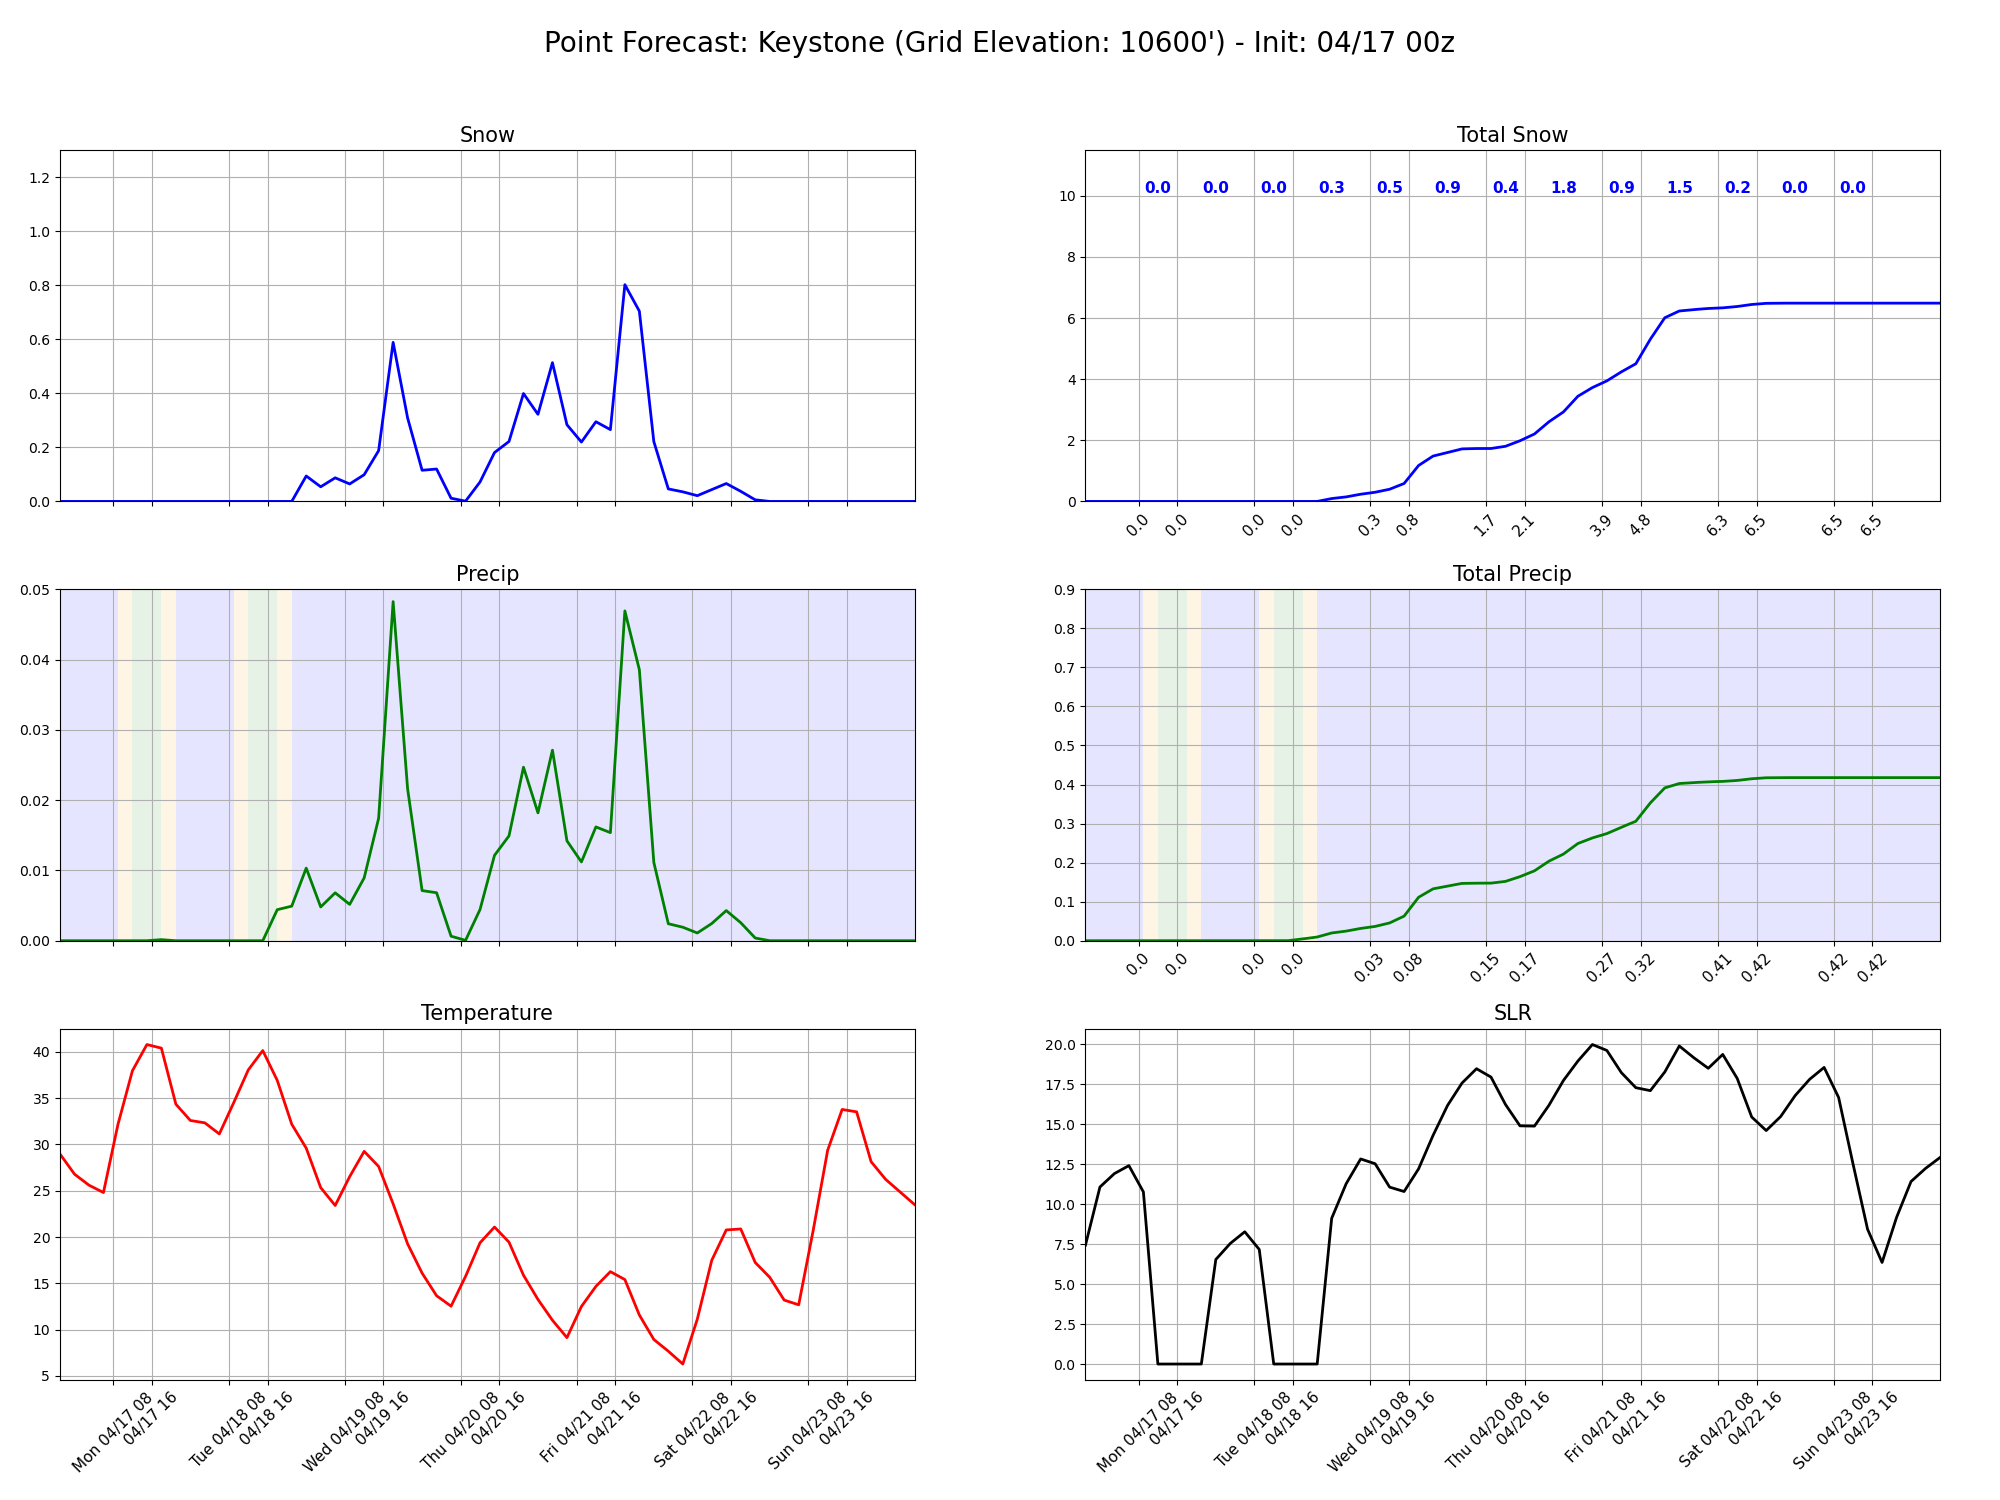 Point Forecast: Keystone (Grid Elevation: 10600') - Init: 04/17 00z
Snow
1.2
1.0
0.8
0.6
0.4
0.2
0.0
Total Snow
0.0 0.0 0.0 0.3 0.5 0.9 0.4 1.8 0.9 1.5 0.2 0.0 0.0
10
8
6
4
2
0
0.0 0.0 0.0 0.0 0.3 0.8 1.7 2.1 3.9 4.8 6.3 6.5 6.5 6.5
Precip
0.05
0.04
0.03
0.02
0.01
0.00
Total Precip
0.9
0.8
0.7
0.6
0.5
0.4
0.3
0.2
0.1
0.0
0.0 0.0 0.0 0.0 0.03 0.08 0.15 0.17 0.27 0.32 0.41 0.42 0.42 0.42
Temperature
40
35
30
25
20
15
10
5
Mon 04/17 08
04/17 16
Tue 04/18 08
04/18 16
Wed 04/19 08
04/19 16
Thu 04/20 08
04/20 16
Fri 04/21 08
04/21 16
Sat 04/22 08
04/22 16
Sun 04/23 08
04/23 16
SLR
20.0
17.5
15.0
12.5
10.0
7.5
5.0
2.5
0.0
Mon 04/17 08
04/17 16
Tue 04/18 08
04/18 16
Wed 04/19 08
04/19 16
Thu 04/20 08
04/20 16
Fri 04/21 08
04/21 16
Sat 04/22 08
04/22 16
Sun 04/23 08
04/23 16